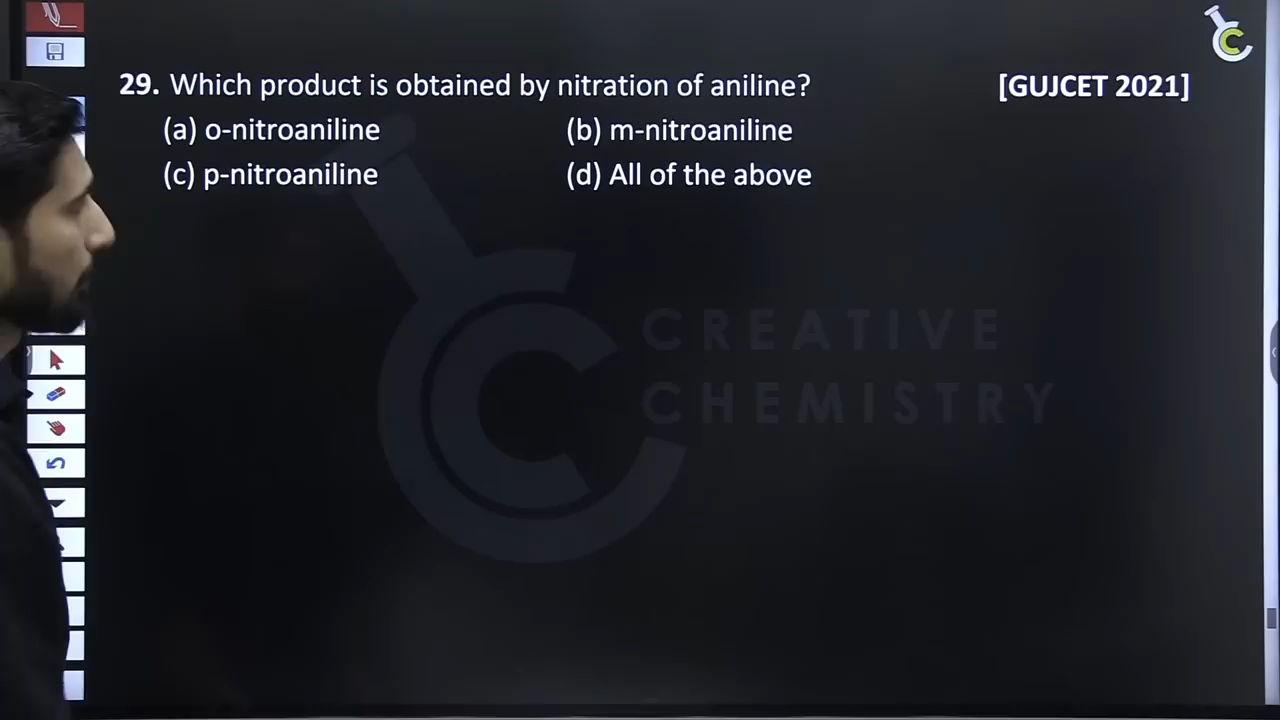 29. Which product is obtained by nitration of aniline? [GUJCET 2021]
(a) o-nitroaniline (b) m-nitroaniline
(c) p-nitroaniline (d) All of the above
CREATIVE
CHEMISTRY